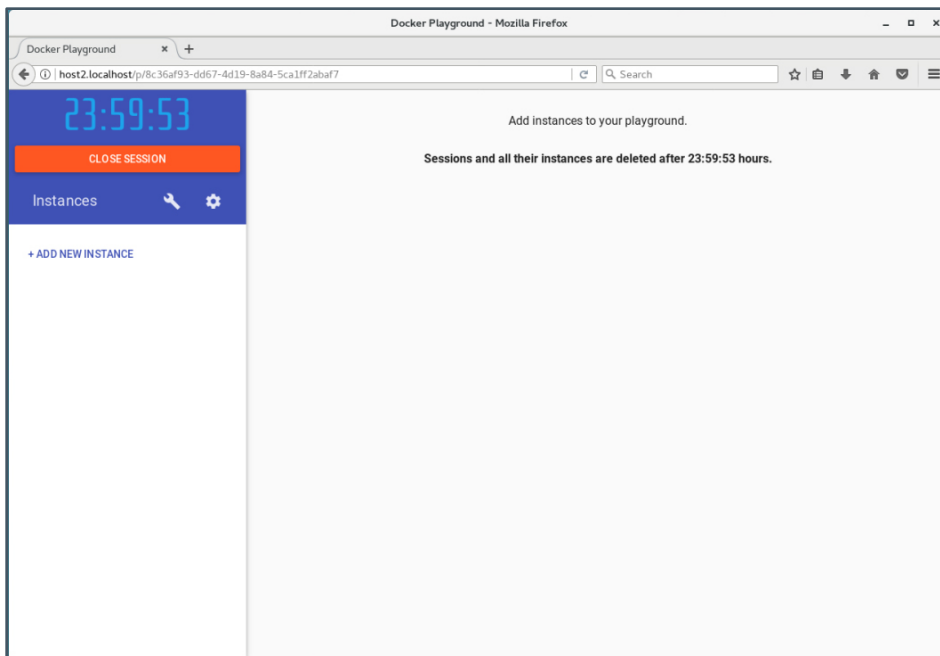 Docker Playground - Mozilla Firefox
Docker Playground
host2.localhost/p/8c36af93-dd67-4d19-8a84-5ca1ff2abaf7
Search
23:59:53
CLOSE SESSION
Instances
+ ADD NEW INSTANCE
Add instances to your playground.
Sessions and all their instances are deleted after 23:59:53 hours.